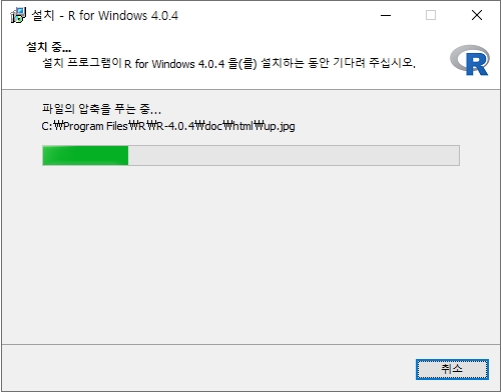 설치 - R for Windows 4.0.4
설치 중...
설치 프로그램이 R for Windows 4.0.4 을(를) 설치하는 동안 기다려 주십시오.
R
파일의 압축을 푸는 중...
C:₩Program Files₩R₩R-4.0.4₩doc₩html₩up.jpg
취소